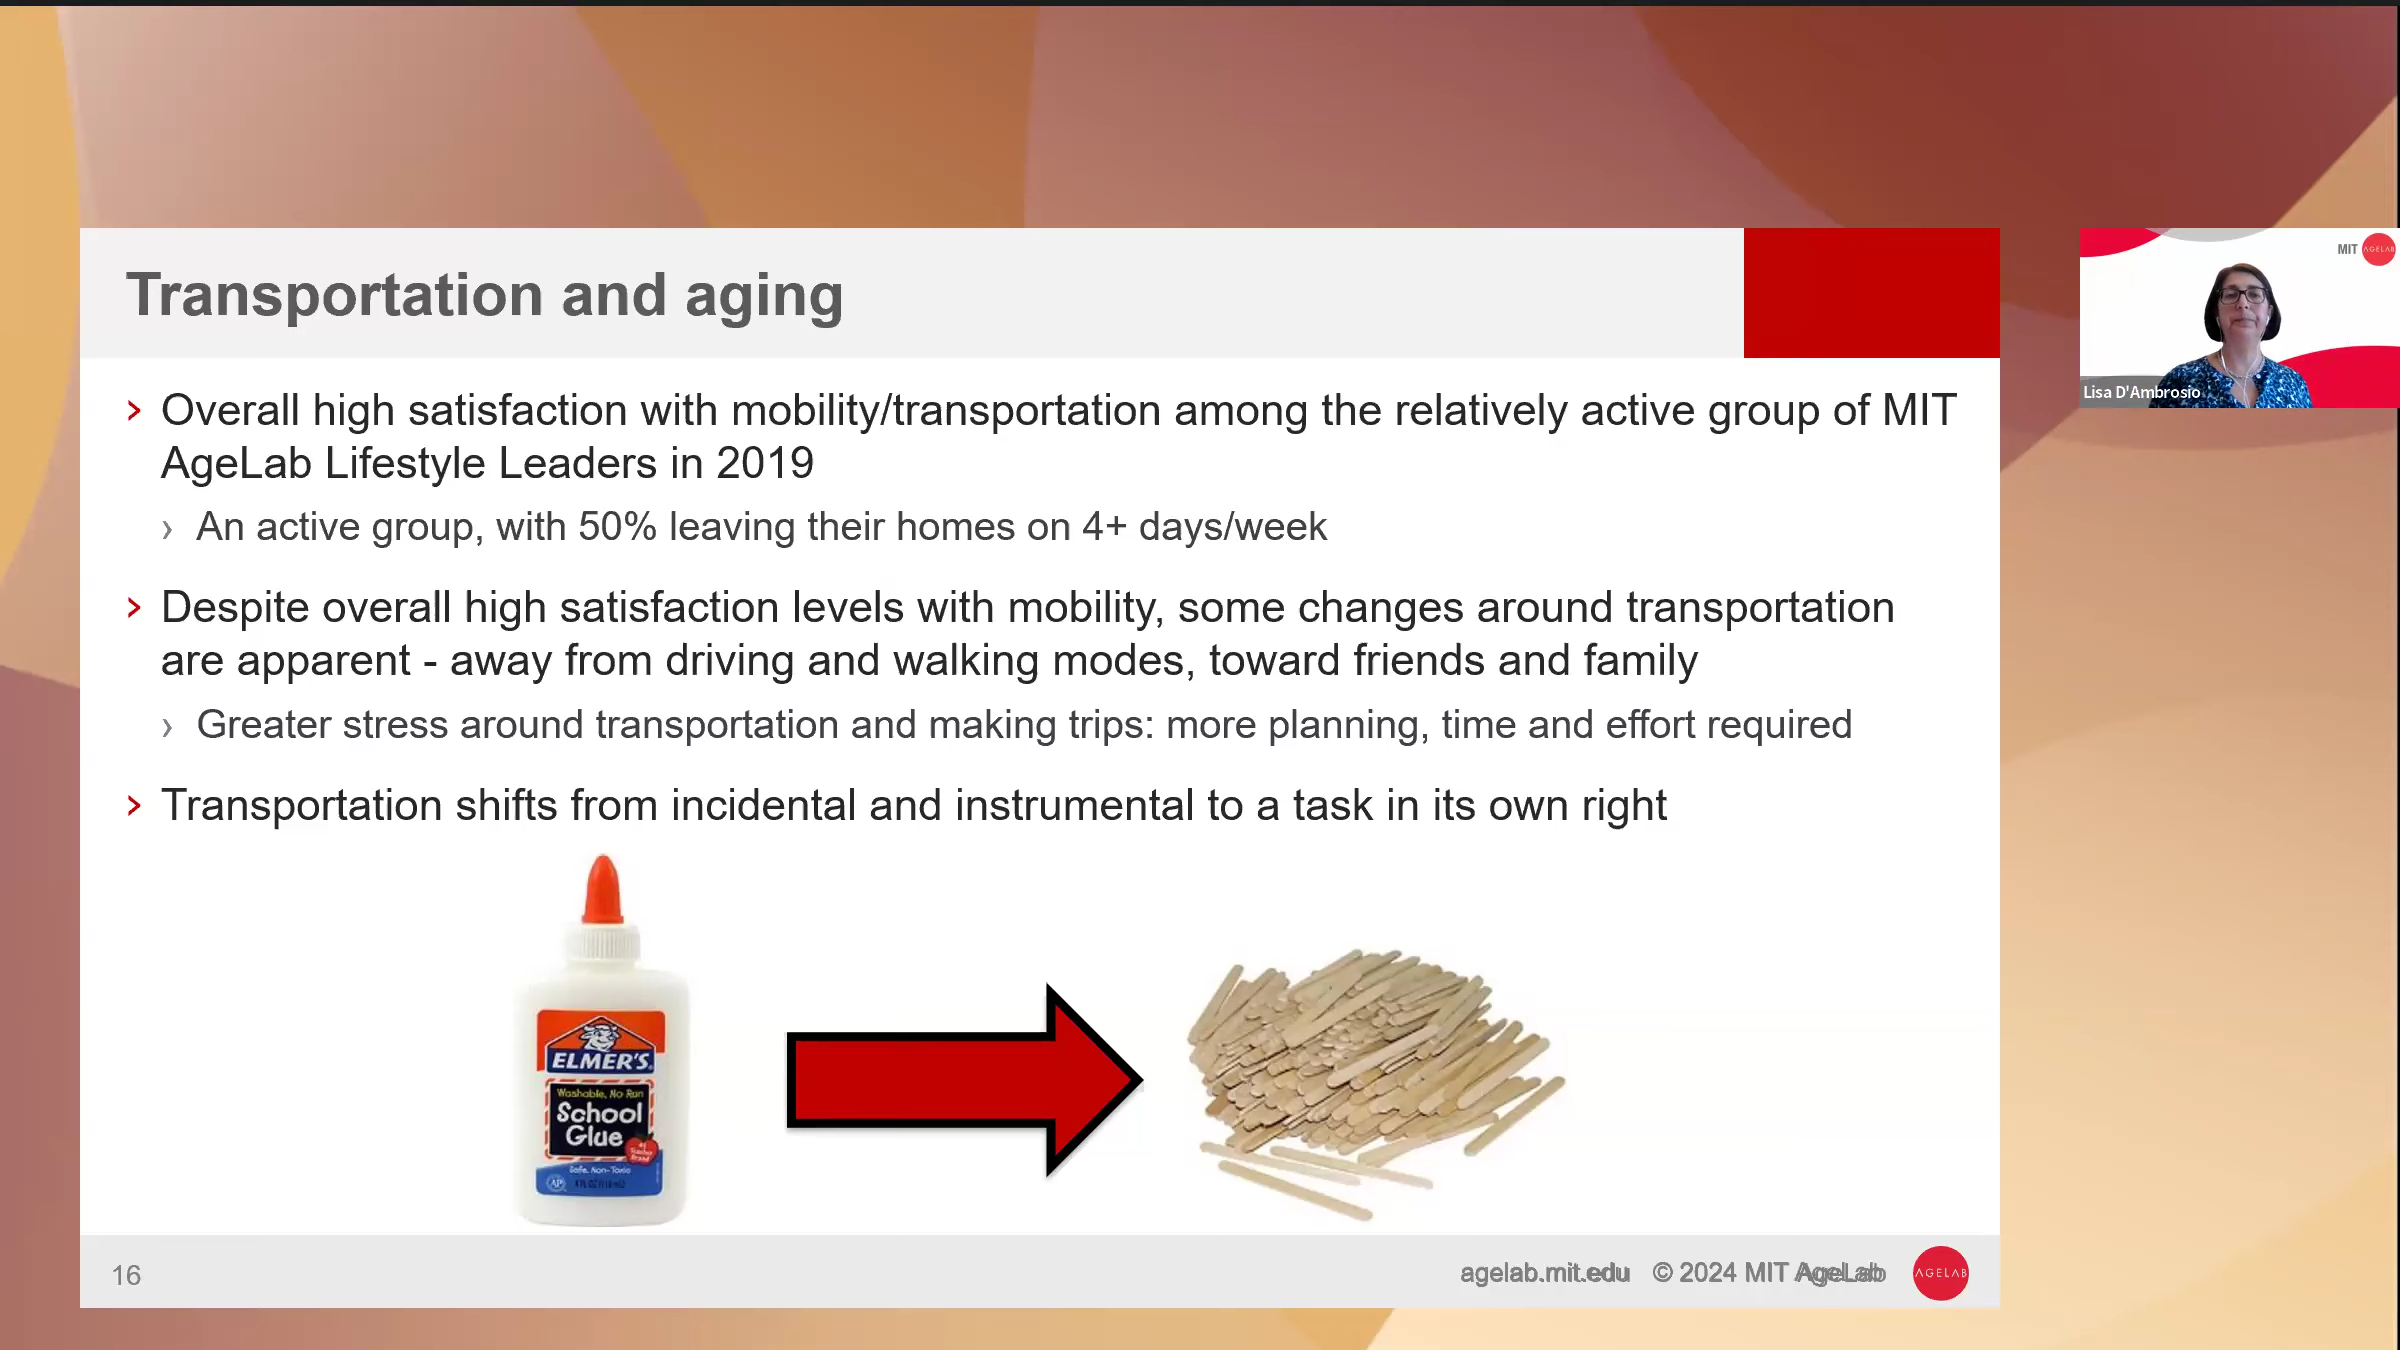 Transportation and aging
› Overall high satisfaction with mobility/transportation among the relatively active group of MIT
AgeLab Lifestyle Leaders in 2019
› An active group, with 50% leaving their homes on 4+ days/week
› Despite overall high satisfaction levels with mobility, some changes around transportation
are apparent - away from driving and walking modes, toward friends and family
› Greater stress around transportation and making trips: more planning, time and effort required
› Transportation shifts from incidental and instrumental to a task in its own right
ELMER'S
Washable, No Run
School
Glue
Safe, Non-Toxic
AP
16
agelab.mit.edu © 2024 MIT AgeLab
AGELAB
MIT AGELAB
Lisa D'Ambrosio